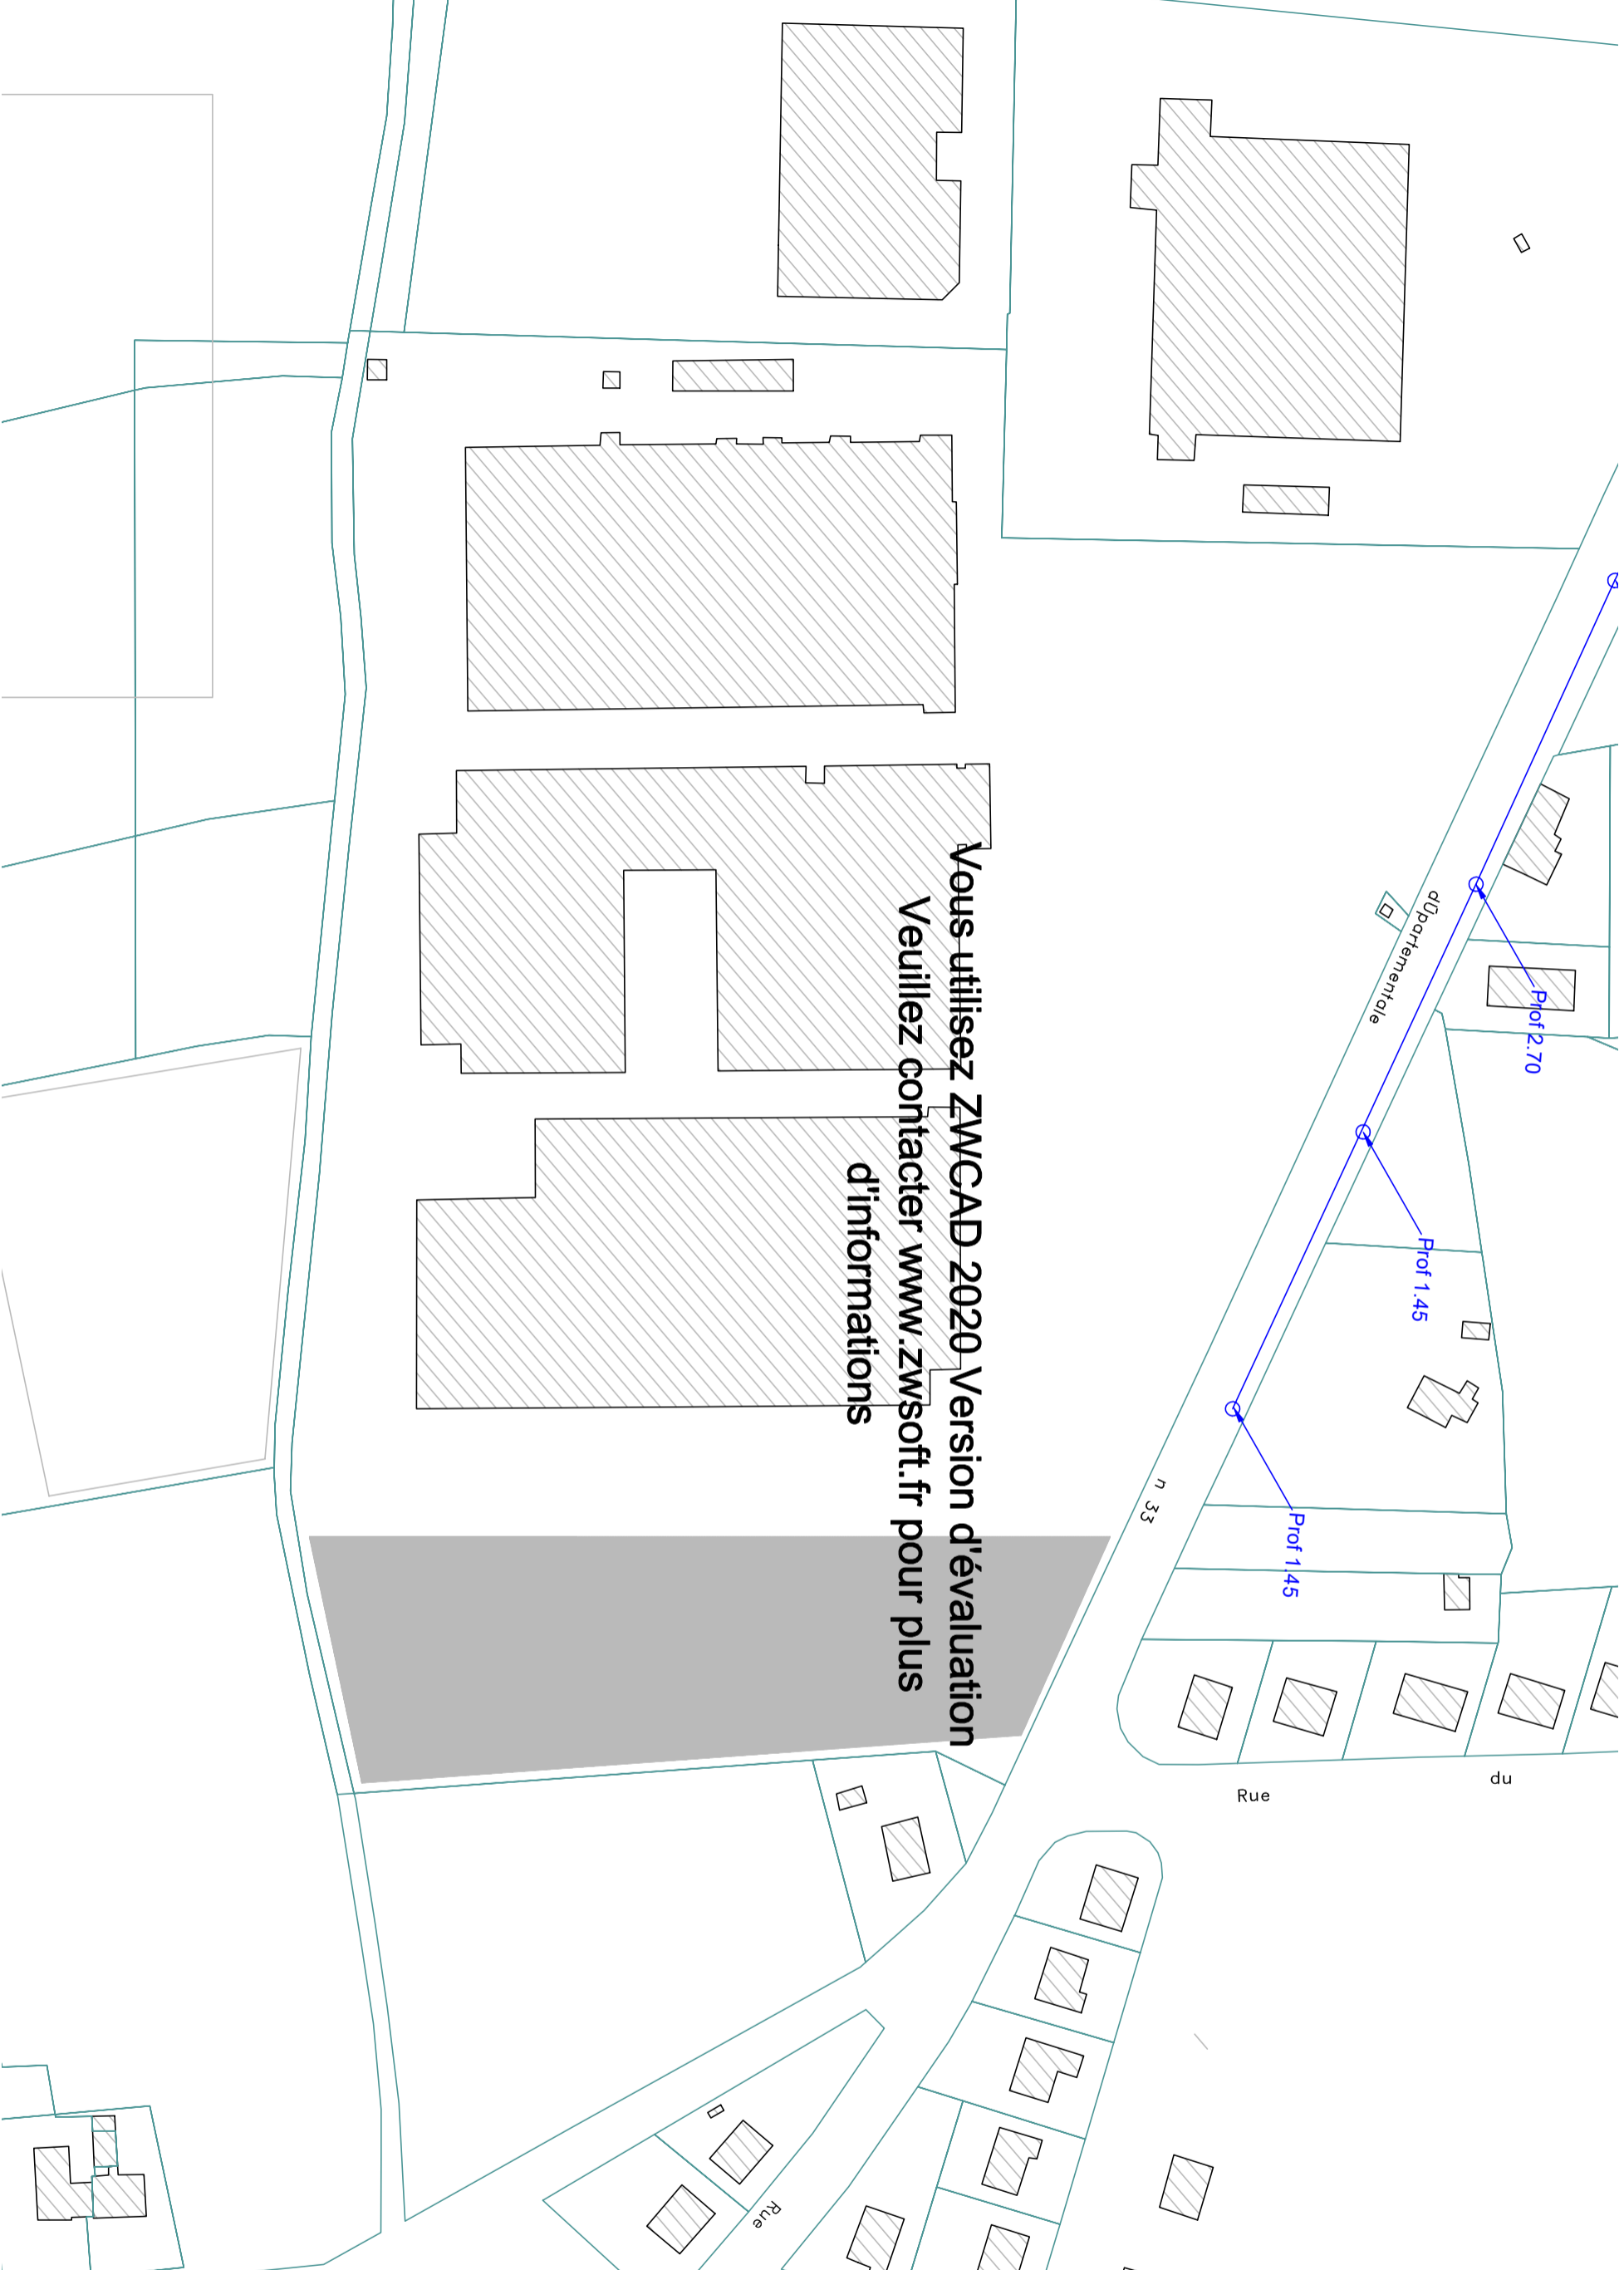 Vous utilisez ZWCAD 2020 Version d'évaluation
Veuillez contacter www.zwsoft.fr pour plus
d'informations
dÛpartementale
Prof 2.70
Prof 1.45
Prof 1.45
n 33
Rue
du
Rue